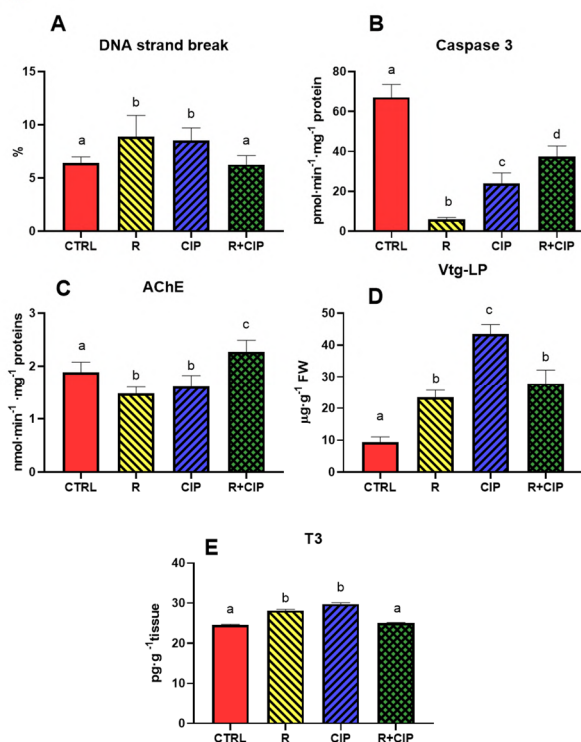 A
DNA strand break
%
15
10
5
0
a
b
b
a
CTRL R CIP R+CIP
B
Caspase 3
pmol·min⁻¹·mg⁻¹ protein
80
60
40
20
0
a
b
c
d
CTRL R CIP R+CIP
C
AChE
nmol·min⁻¹ ·mg⁻¹ proteins
3
2
1
0
a
b
b
c
CTRL R CIP R+CIP
Vtg-LP
D
µg·g⁻¹ FW
50
40
30
20
10
0
a
b
c
b
CTRL R CIP R+CIP
E
T3
pg·g ⁻¹tissue
40
30
20
10
0
a
b
b
a
CTRL R CIP R+CIP